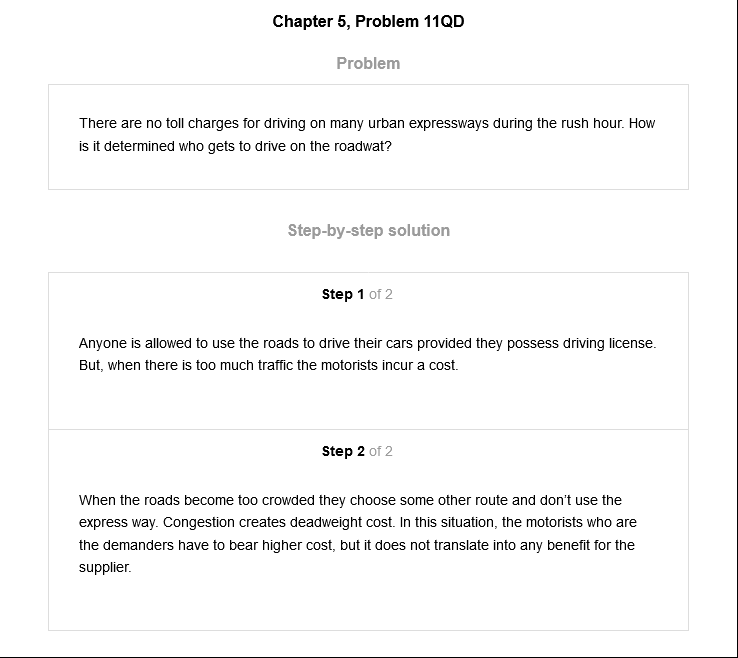 Chapter 5, Problem 11QD
Problem
There are no toll charges for driving on many urban expressways during the rush hour. How
is it determined who gets to drive on the roadwat?
Step-by-step solution
Step 1 of 2
Anyone is allowed to use the roads to drive their cars provided they possess driving license.
But, when there is too much traffic the motorists incur a cost.
Step 2 of 2
When the roads become too crowded they choose some other route and don’t use the
express way. Congestion creates deadweight cost. In this situation, the motorists who are
the demanders have to bear higher cost, but it does not translate into any benefit for the
supplier.